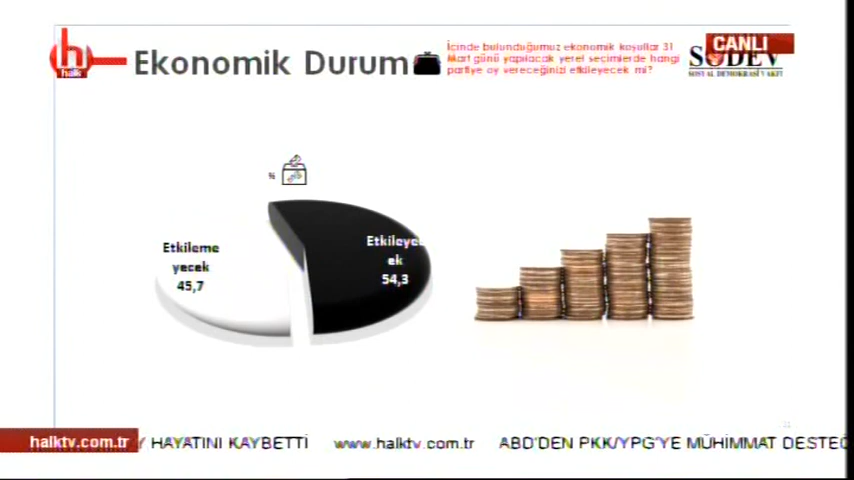 h
halk
Ekonomik Durum
İçinde bulunduğumuz ekonomik koşullar 31
Mart günü yapılacak yerel seçimlerde hangi
partiye oy vereceğinizi etkileyecek mi?
CANLI
SODEV
SOSYAL DEMOKRASİ VAKFI
%
Etkileme
yecek
45,7
Etkileyec
ek
54,3
halktv.com.tr
HAYATINI KAYBETTİ www.halktv.com.tr ABD'DEN PKK/YPG'YE MÜHİMMAT